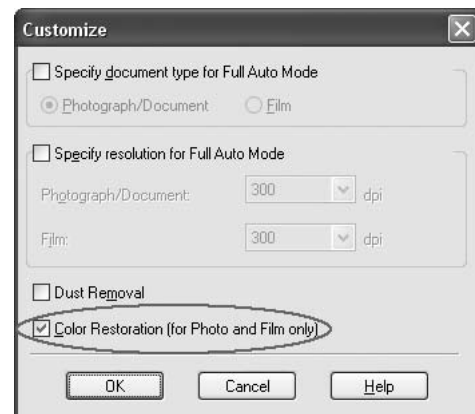 Customize
Specify document type for Full Auto Mode
Photograph/Document Film
Specify resolution for Full Auto Mode
Photograph/Document: 300 dpi
Film: 300 dpi
Dust Removal
Color Restoration (for Photo and Film only)
OK Cancel Help